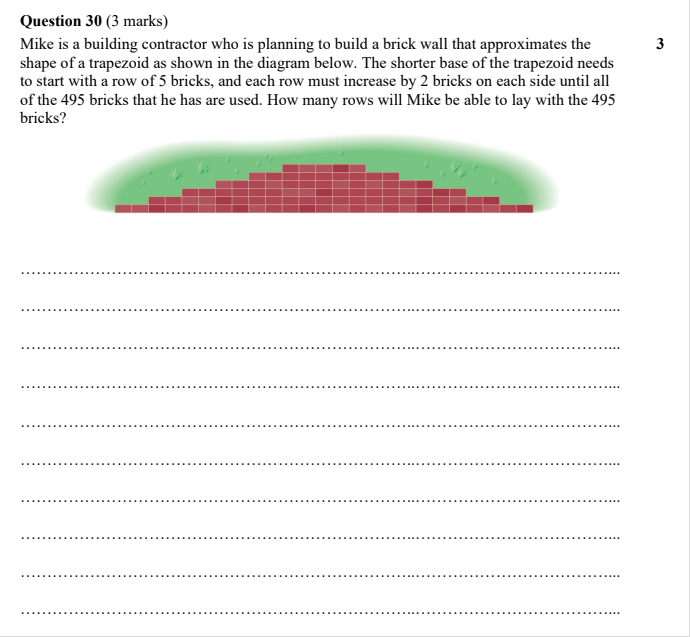 Question 30 (3 marks)
Mike is a building contractor who is planning to build a brick wall that approximates the 3
shape of a trapezoid as shown in the diagram below. The shorter base of the trapezoid needs
to start with a row of 5 bricks, and each row must increase by 2 bricks on each side until all
of the 495 bricks that he has are used. How many rows will Mike be able to lay with the 495
bricks?